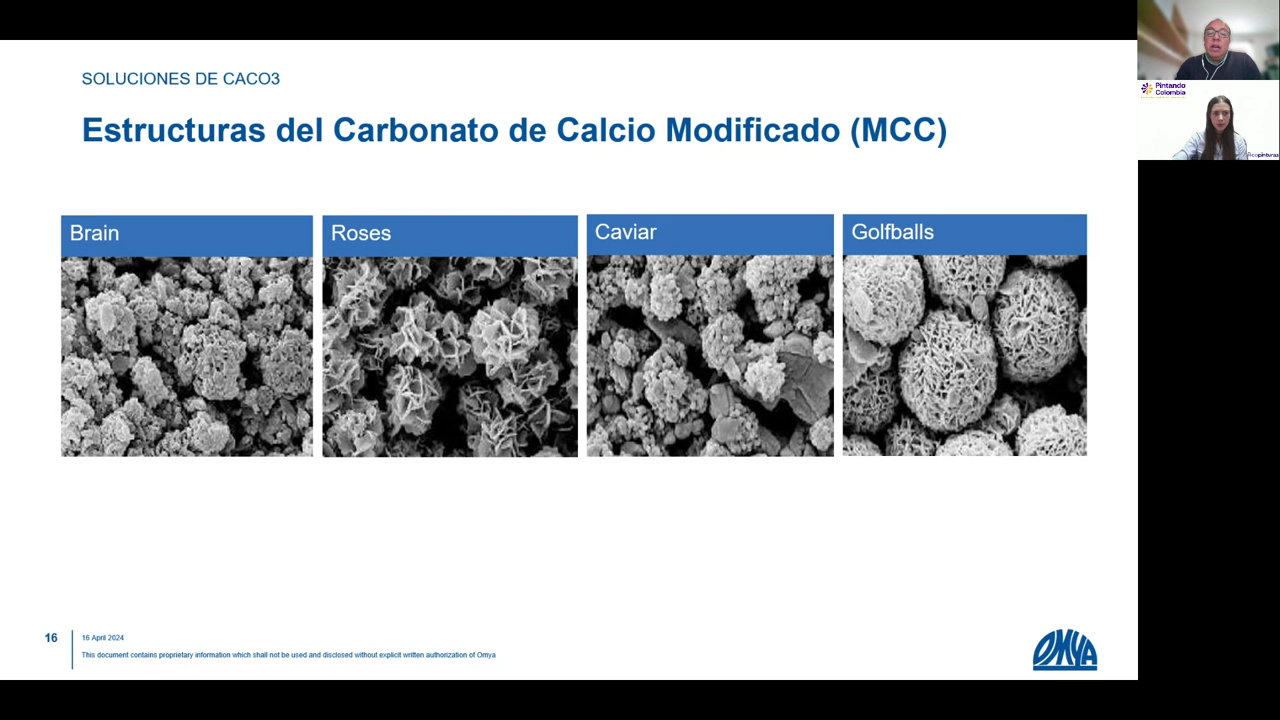 SOLUCIONES DE CACO3
Estructuras del Carbonato de Calcio Modificado (MCC)
Brain
Roses
Caviar
Golfballs
16
16 April 2024
This document contains proprietary information which shall not be used and disclosed without explicit written authorization of Omya
OMYA
Pintando
Colombia